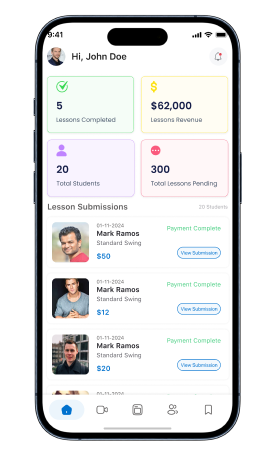 9:41
Hi, John Doe
5
Lessons Completed
$62,000
Lessons Revenue
20
Total Students
300
Total Lessons Pending
Lesson Submissions
20 Students
01-11-2024
Mark Ramos
Payment Complete
Standard Swing
$50
View Submission
01-11-2024
Mark Ramos
Payment Complete
Standard Swing
$12
View Submission
01-11-2024
Mark Ramos
Payment Complete
Standard Swing
$20
View Submission
01-11-2024